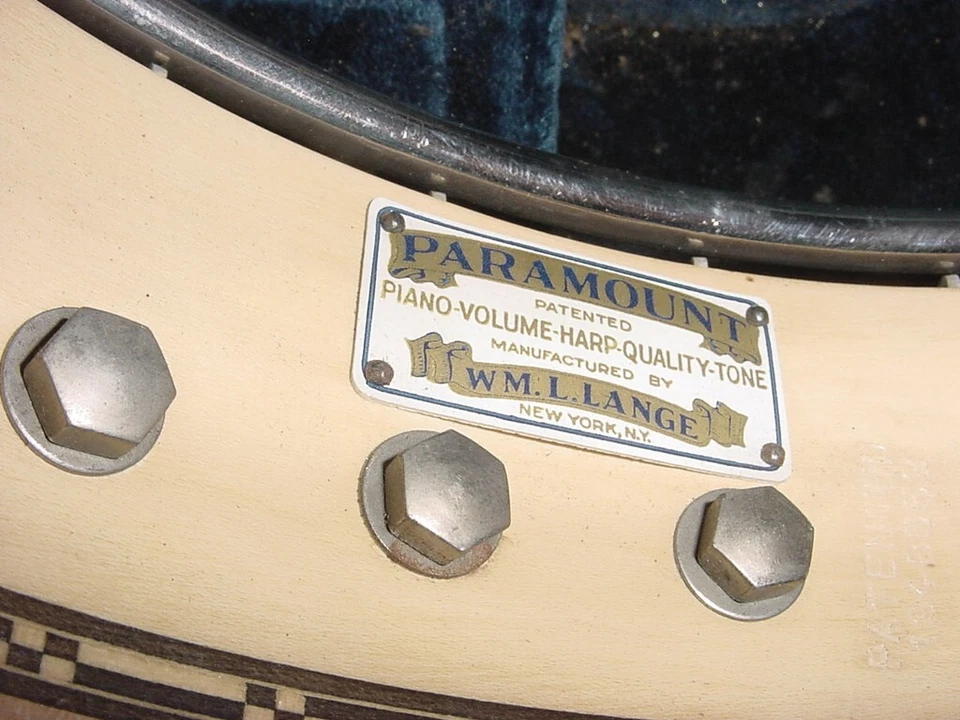 PARAMOUNT
PATENTED
PIANO-VOLUME-HARP-QUALITY-TONE
MANUFACTURED BY
WM. L. LANGE
NEW YORK, N.Y.